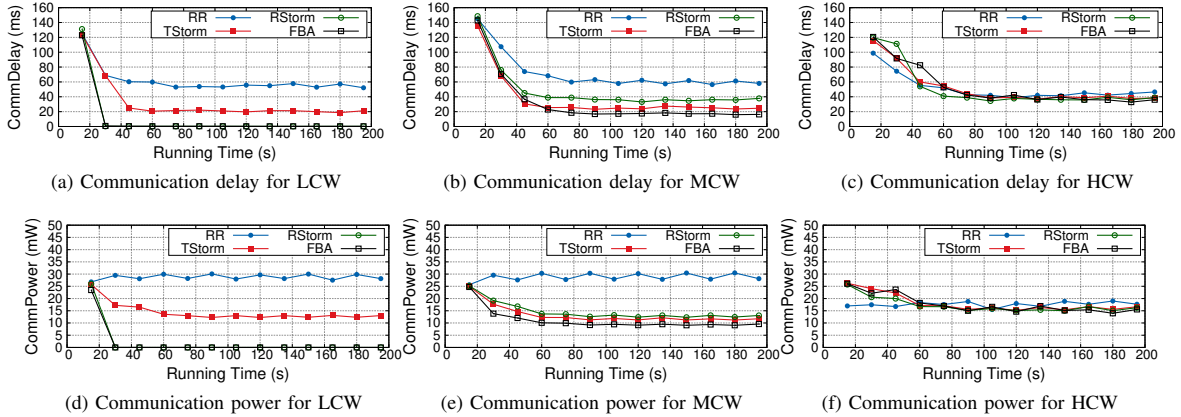 CommDelay (ms)
160
140
120
100
80
60
40
20
0
RR
TStorm
RStorm
FBA
0 20 40 60 80 100 120 140 160 180 200
Running Time (s)
(a) Communication delay for LCW
CommDelay (ms)
160
140
120
100
80
60
40
20
0
RR
TStorm
RStorm
FBA
0 20 40 60 80 100 120 140 160 180 200
Running Time (s)
(b) Communication delay for MCW
CommDelay (ms)
160
140
120
100
80
60
40
20
0
RR
TStorm
RStorm
FBA
0 20 40 60 80 100 120 140 160 180 200
Running Time (s)
(c) Communication delay for HCW
CommPower (mW)
50
45
40
35
30
25
20
15
10
5
0
RR
TStorm
RStorm
FBA
0 20 40 60 80 100 120 140 160 180 200
Running Time (s)
(d) Communication power for LCW
CommPower (mW)
50
45
40
35
30
25
20
15
10
5
0
RR
TStorm
RStorm
FBA
0 20 40 60 80 100 120 140 160 180 200
Running Time (s)
(e) Communication power for MCW
CommPower (mW)
50
45
40
35
30
25
20
15
10
5
0
RR
TStorm
RStorm
FBA
0 20 40 60 80 100 120 140 160 180 200
Running Time (s)
(f) Communication power for HCW